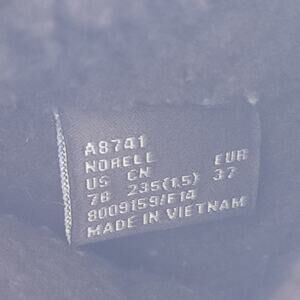 A8741
NORELL
US CN EUR
7B 235(1.5) 37
8009159/F14
MADE IN VIETNAM